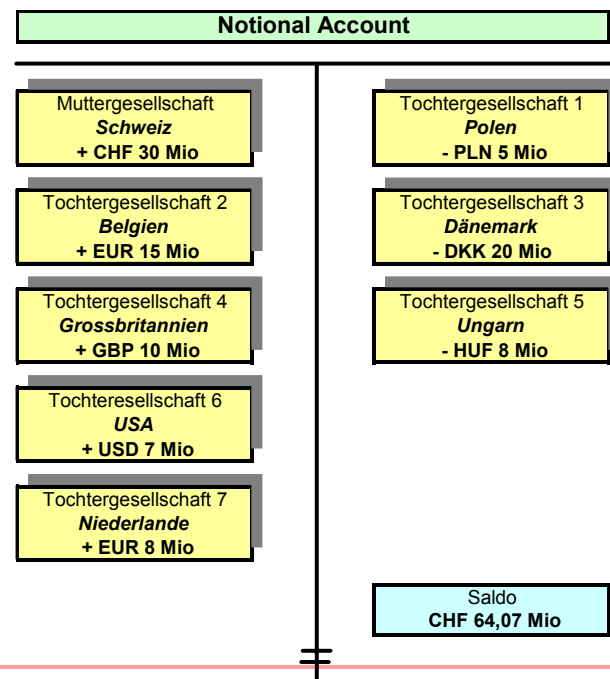 Notional Account
Muttergesellschaft
Schweiz
+ CHF 30 Mio
Tochtergesellschaft 1
Polen
- PLN 5 Mio
Tochtergesellschaft 2
Belgien
+ EUR 15 Mio
Tochtergesellschaft 3
Dänemark
- DKK 20 Mio
Tochtergesellschaft 4
Grossbritannien
+ GBP 10 Mio
Tochtergesellschaft 5
Ungarn
- HUF 8 Mio
Tochteresellschaft 6
USA
+ USD 7 Mio
Tochtergesellschaft 7
Niederlande
+ EUR 8 Mio
Saldo
CHF 64,07 Mio